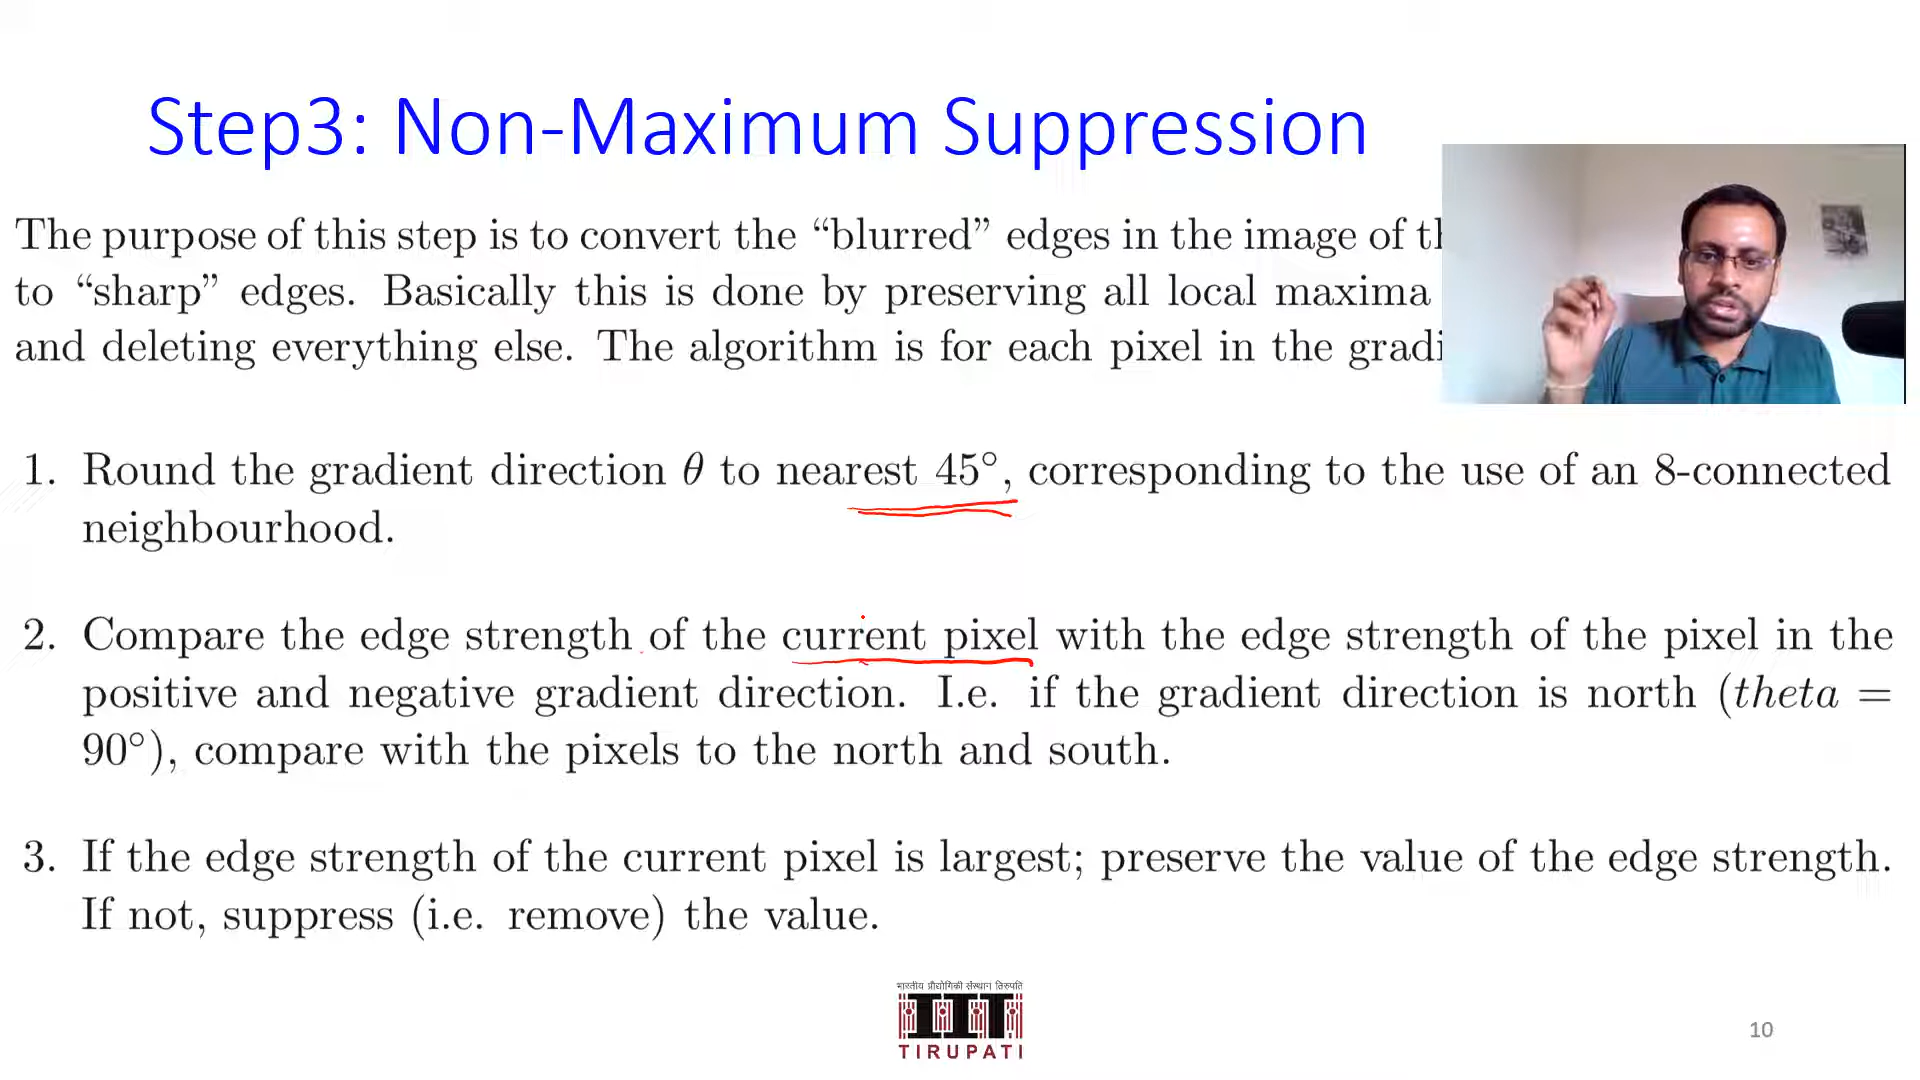 Step3: Non-Maximum Suppression
The purpose of this step is to convert the “blurred” edges in the image of
to “sharp” edges. Basically this is done by preserving all local maxima
and deleting everything else. The algorithm is for each pixel in the
1. Round the gradient direction θ to nearest 45°, corresponding to the use of an 8-connected
neighbourhood.
2. Compare the edge strength of the current pixel with the edge strength of the pixel in the
positive and negative gradient direction. I.e. if the gradient direction is north (theta =
90°), compare with the pixels to the north and south.
3. If the edge strength of the current pixel is largest; preserve the value of the edge strength.
If not, suppress (i.e. remove) the value.
भारतीय प्रौद्योगिकी संस्थान तिरुपति
IIT
TIRUPATI
10